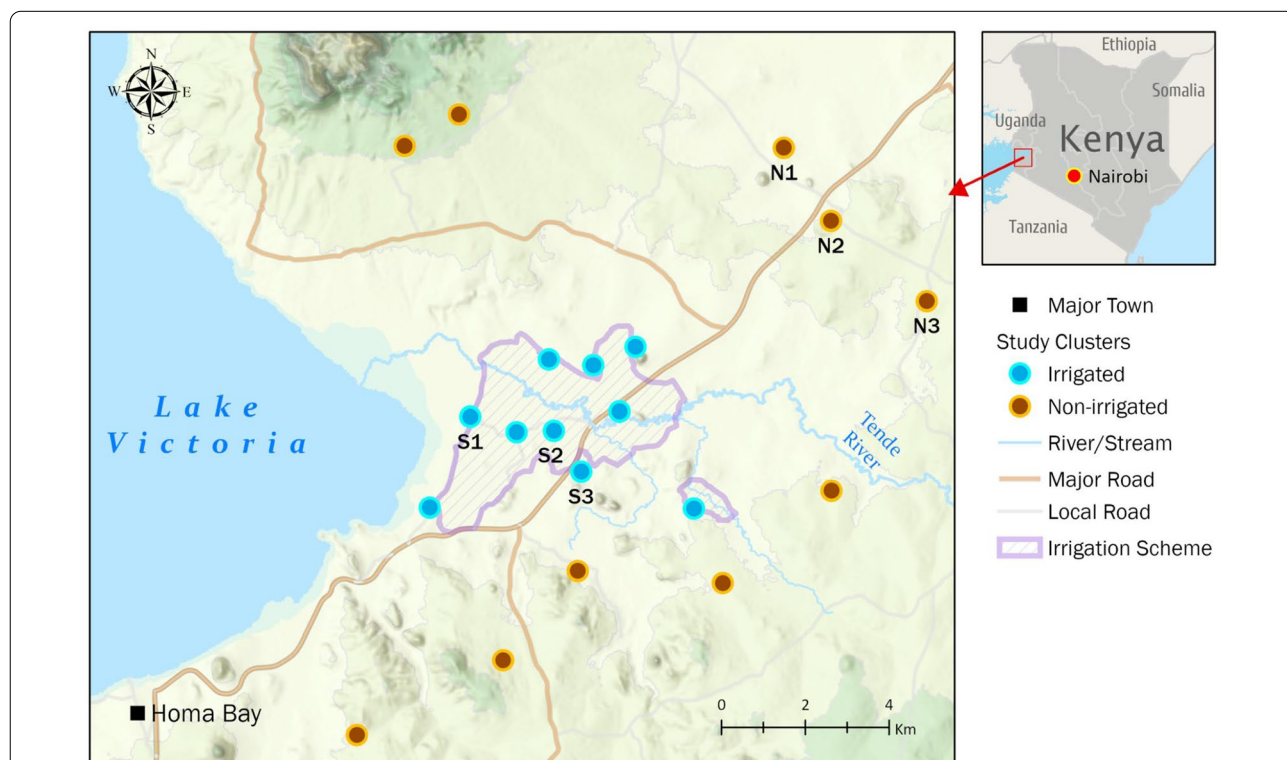 N
W E
S
N1
N2
N3
Lake
Victoria
S1
S2
S3
Tende
River
Homa Bay
0 2 4
Km
Ethiopia
Somalia
Uganda
Kenya
Nairobi
Tanzania
Major Town
Study Clusters
Irrigated
Non-irrigated
River/Stream
Major Road
Local Road
Irrigation Scheme